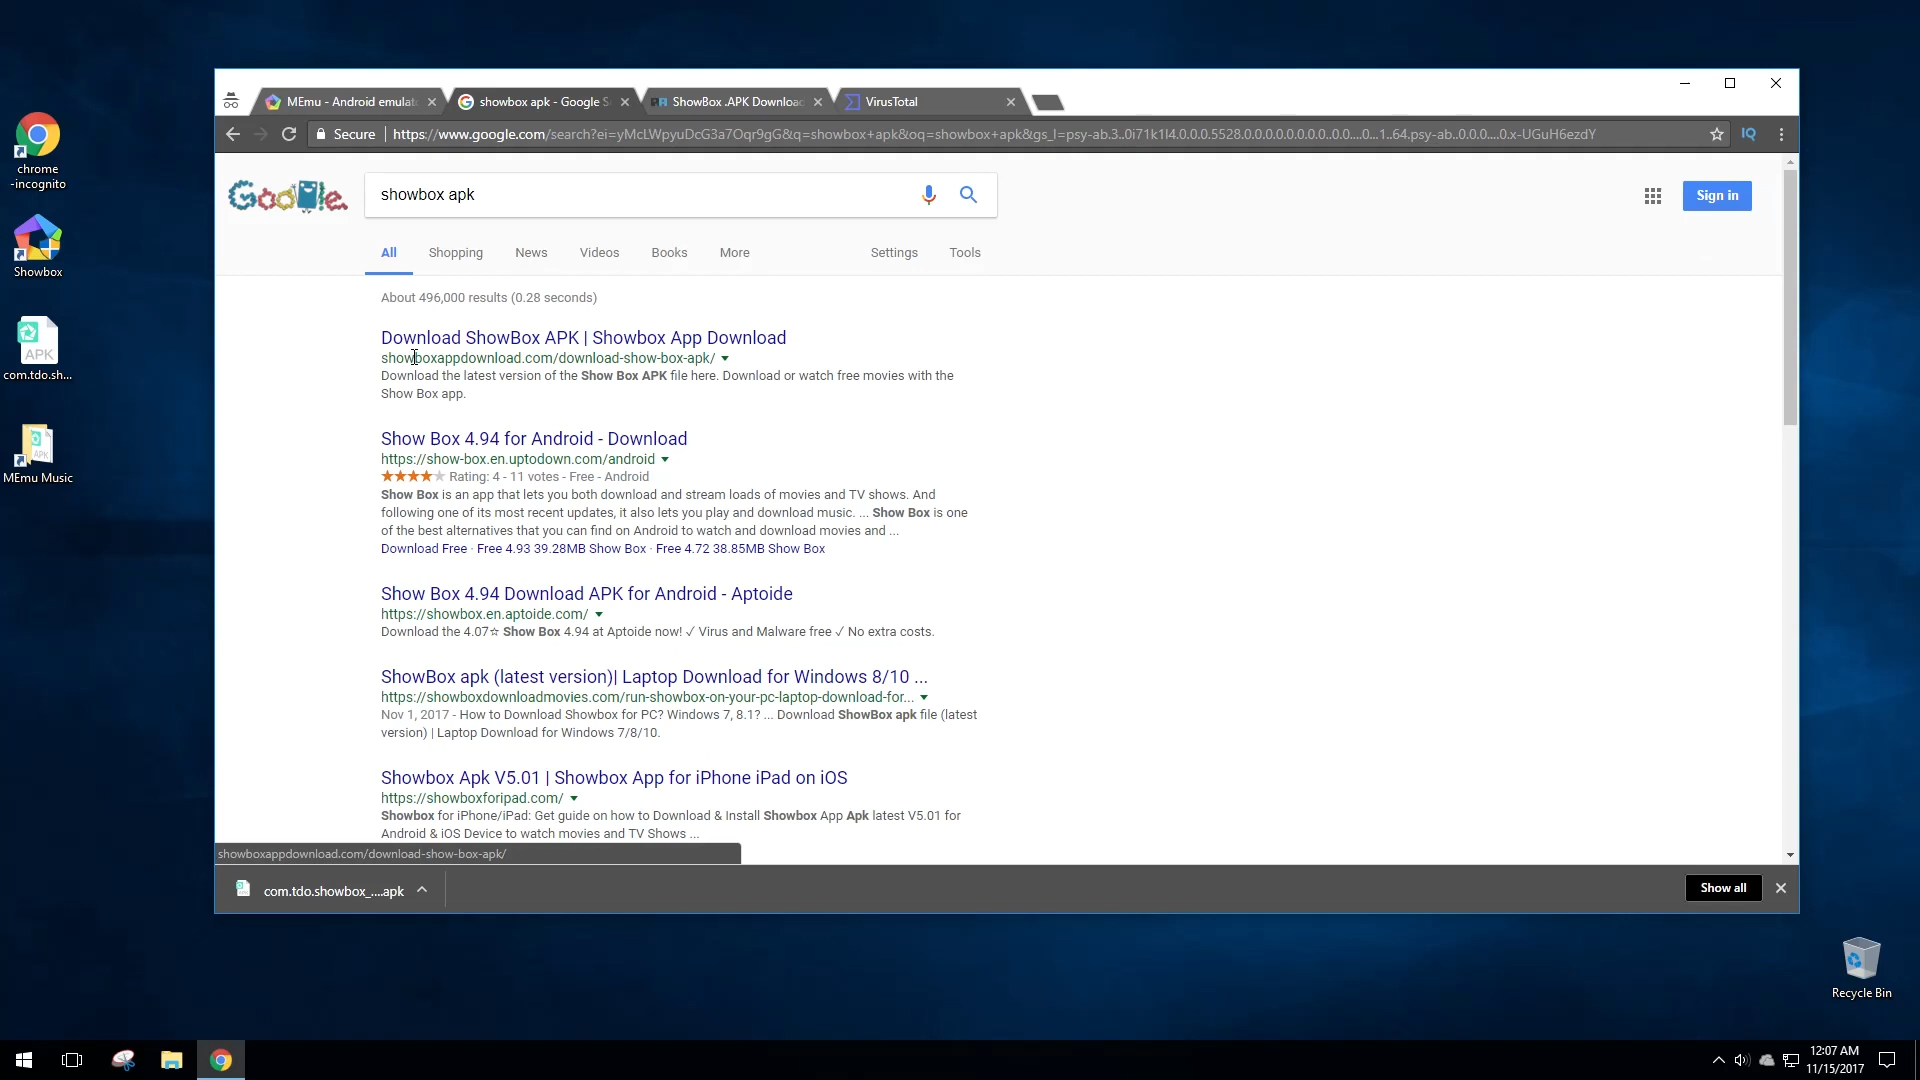 MEmu - Android emulat
showbox apk - Google S
ShowBox .APK Download
VirusTotal
Secure
https://www.google.com/search?ei=yMcLWpyuDcG3a7Oqr9gG&q=showbox+apk&oq=showbox+apk&gs_l=psy-ab.3..0i71k1l4.0.0.0.5528.0.0.0.0.0.0.0.0..0.0....0...1..64.psy-ab..0.0.0....0.x-UGuH6ezdY
IQ
Google
showbox apk
Sign in
All
Shopping
News
Videos
Books
More
Settings
Tools
About 496,000 results (0.28 seconds)
Download ShowBox APK | Showbox App Download
showboxappdownload.com/download-show-box-apk/
Download the latest version of the Show Box APK file here. Download or watch free movies with the
Show Box app.
Show Box 4.94 for Android - Download
https://show-box.en.uptodown.com/android
Rating: 4 - 11 votes - Free - Android
Show Box is an app that lets you both download and stream loads of movies and TV shows. And
following one of its most recent updates, it also lets you play and download music. ... Show Box is one
of the best alternatives that you can find on Android to watch and download movies and ...
Download Free · Free 4.93 39.28MB Show Box · Free 4.72 38.85MB Show Box
Show Box 4.94 Download APK for Android - Aptoide
https://showbox.en.aptoide.com/
Download the 4.07☆ Show Box 4.94 at Aptoide now! ✓ Virus and Malware free ✓ No extra costs.
ShowBox apk (latest version)| Laptop Download for Windows 8/10 ...
https://showboxdownloadmovies.com/run-showbox-on-your-pc-laptop-download-for...
Nov 1, 2017 - How to Download Showbox for PC? Windows 7, 8.1? ... Download ShowBox apk file (latest
version) | Laptop Download for Windows 7/8/10.
Showbox Apk V5.01 | Showbox App for iPhone iPad on iOS
https://showboxforipad.com/
Showbox for iPhone/iPad: Get guide on how to Download & Install Showbox App Apk latest V5.01 for
Android & iOS Device to watch movies and TV Shows ...
showboxappdownload.com/download-show-box-apk/
com.tdo.showbox_....apk
Show all
chrome
-incognito
Showbox
APK
com.tdo.sh...
APK
MEmu Music
Recycle Bin
12:07 AM
11/15/2017